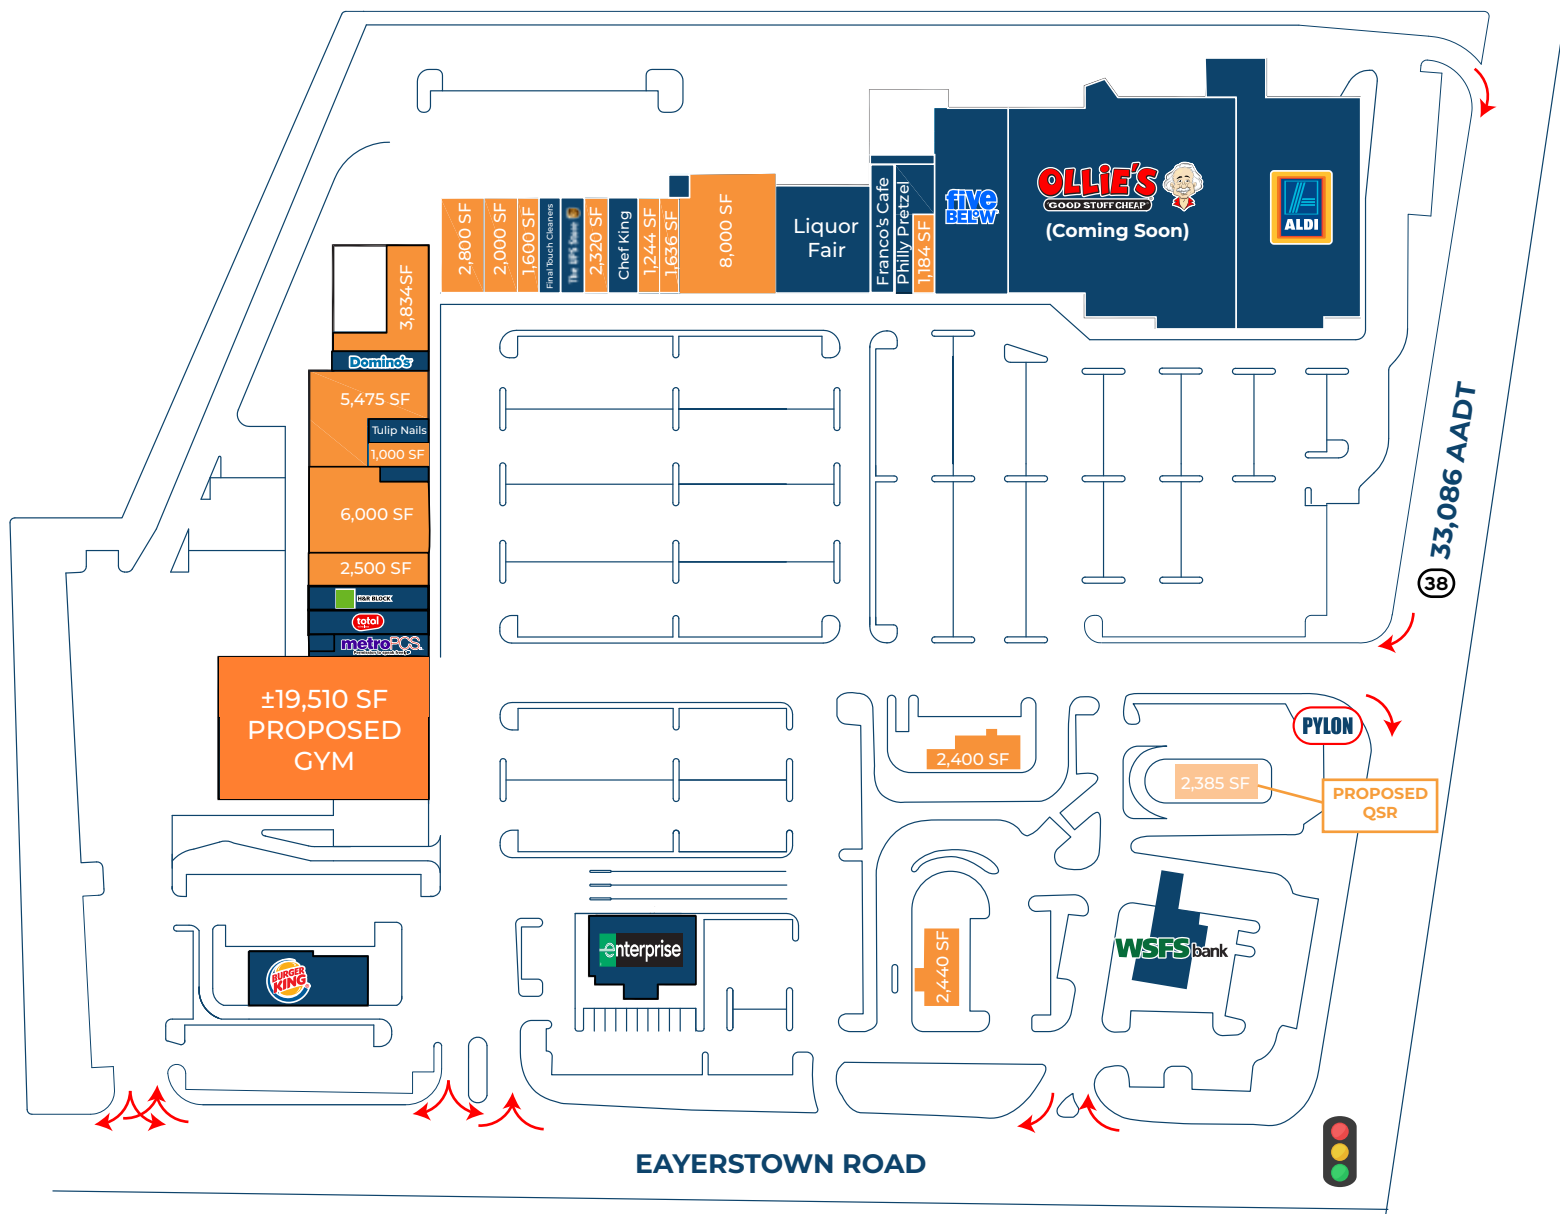 2,800 SF
2,000 SF
1,600 SF
Final Touch Cleaners
The UPS Store
2,320 SF
Chef King
1,244 SF
1,636 SF
8,000 SF
Liquor
Fair
Franco's Cafe
Philly Pretzel
1,184 SF
five
BEL°W
OLLiE'S
GOOD STUFF CHEAP
(Coming Soon)
ALDI
3,834SF
Domino's
5,475 SF
Tulip Nails
1,000 SF
6,000 SF
2,500 SF
H&R BLOCK
total
metroPCS.
±19,510 SF
PROPOSED
GYM
33,086 AADT
38
PYLON
2,400 SF
2,385 SF
PROPOSED
QSR
2,440 SF
WSFS bank
enterprise
BURGER
KING
EAYERSTOWN ROAD